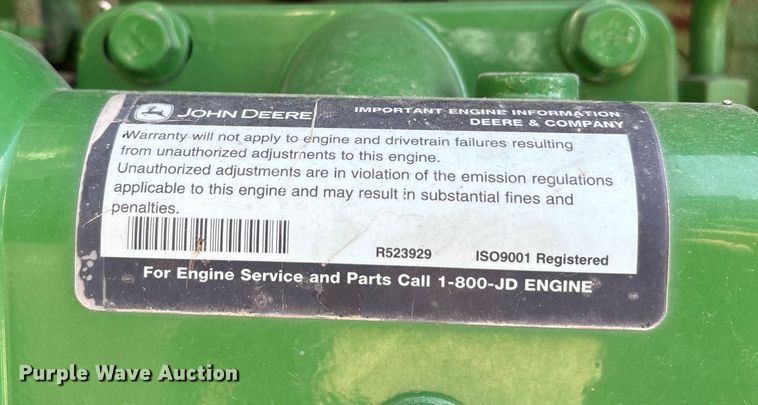 JOHN DEERE
IMPORTANT ENGINE INFORMATION
DEERE & COMPANY
Warranty will not apply to engine and drivetrain failures resulting
from unauthorized adjustments to this engine.
Unauthorized adjustments are in violation of the emission regulations
applicable to this engine and may result in substantial fines and
penalties.
R523929 ISO9001 Registered
For Engine Service and Parts Call 1-800-JD ENGINE
Purple Wave Auction